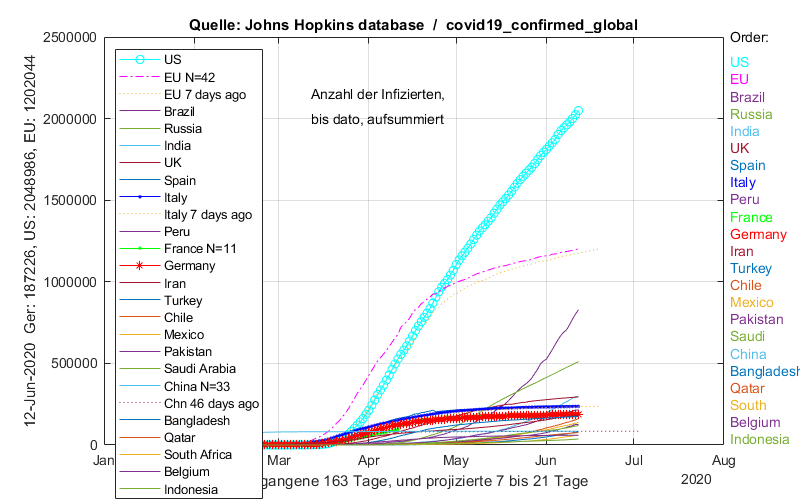 Quelle: Johns Hopkins database / covid19_confirmed_global
12-Jun-2020 Ger: 187226, US: 2048986, EU: 1202044
2500000
2000000
1500000
1000000
500000
0
US
EU N=42
EU 7 days ago
Brazil
Russia
India
UK
Spain
Italy
Italy 7 days ago
Peru
France N=11
Germany
Iran
Turkey
Chile
Mexico
Pakistan
Saudi Arabia
China N=33
Chn 46 days ago
Bangladesh
Qatar
South Africa
Belgium
Indonesia
Anzahl der Infizierten,
bis dato, aufsummiert
Order:
US
EU
Brazil
Russia
India
UK
Spain
Italy
Peru
France
Germany
Iran
Turkey
Chile
Mexico
Pakistan
Saudi
China
Bangladesh
Qatar
South
Belgium
Indonesia
Jan Mar Apr May Jun Jul Aug
gangene 163 Tage, und projizierte 7 bis 21 Tage
2020